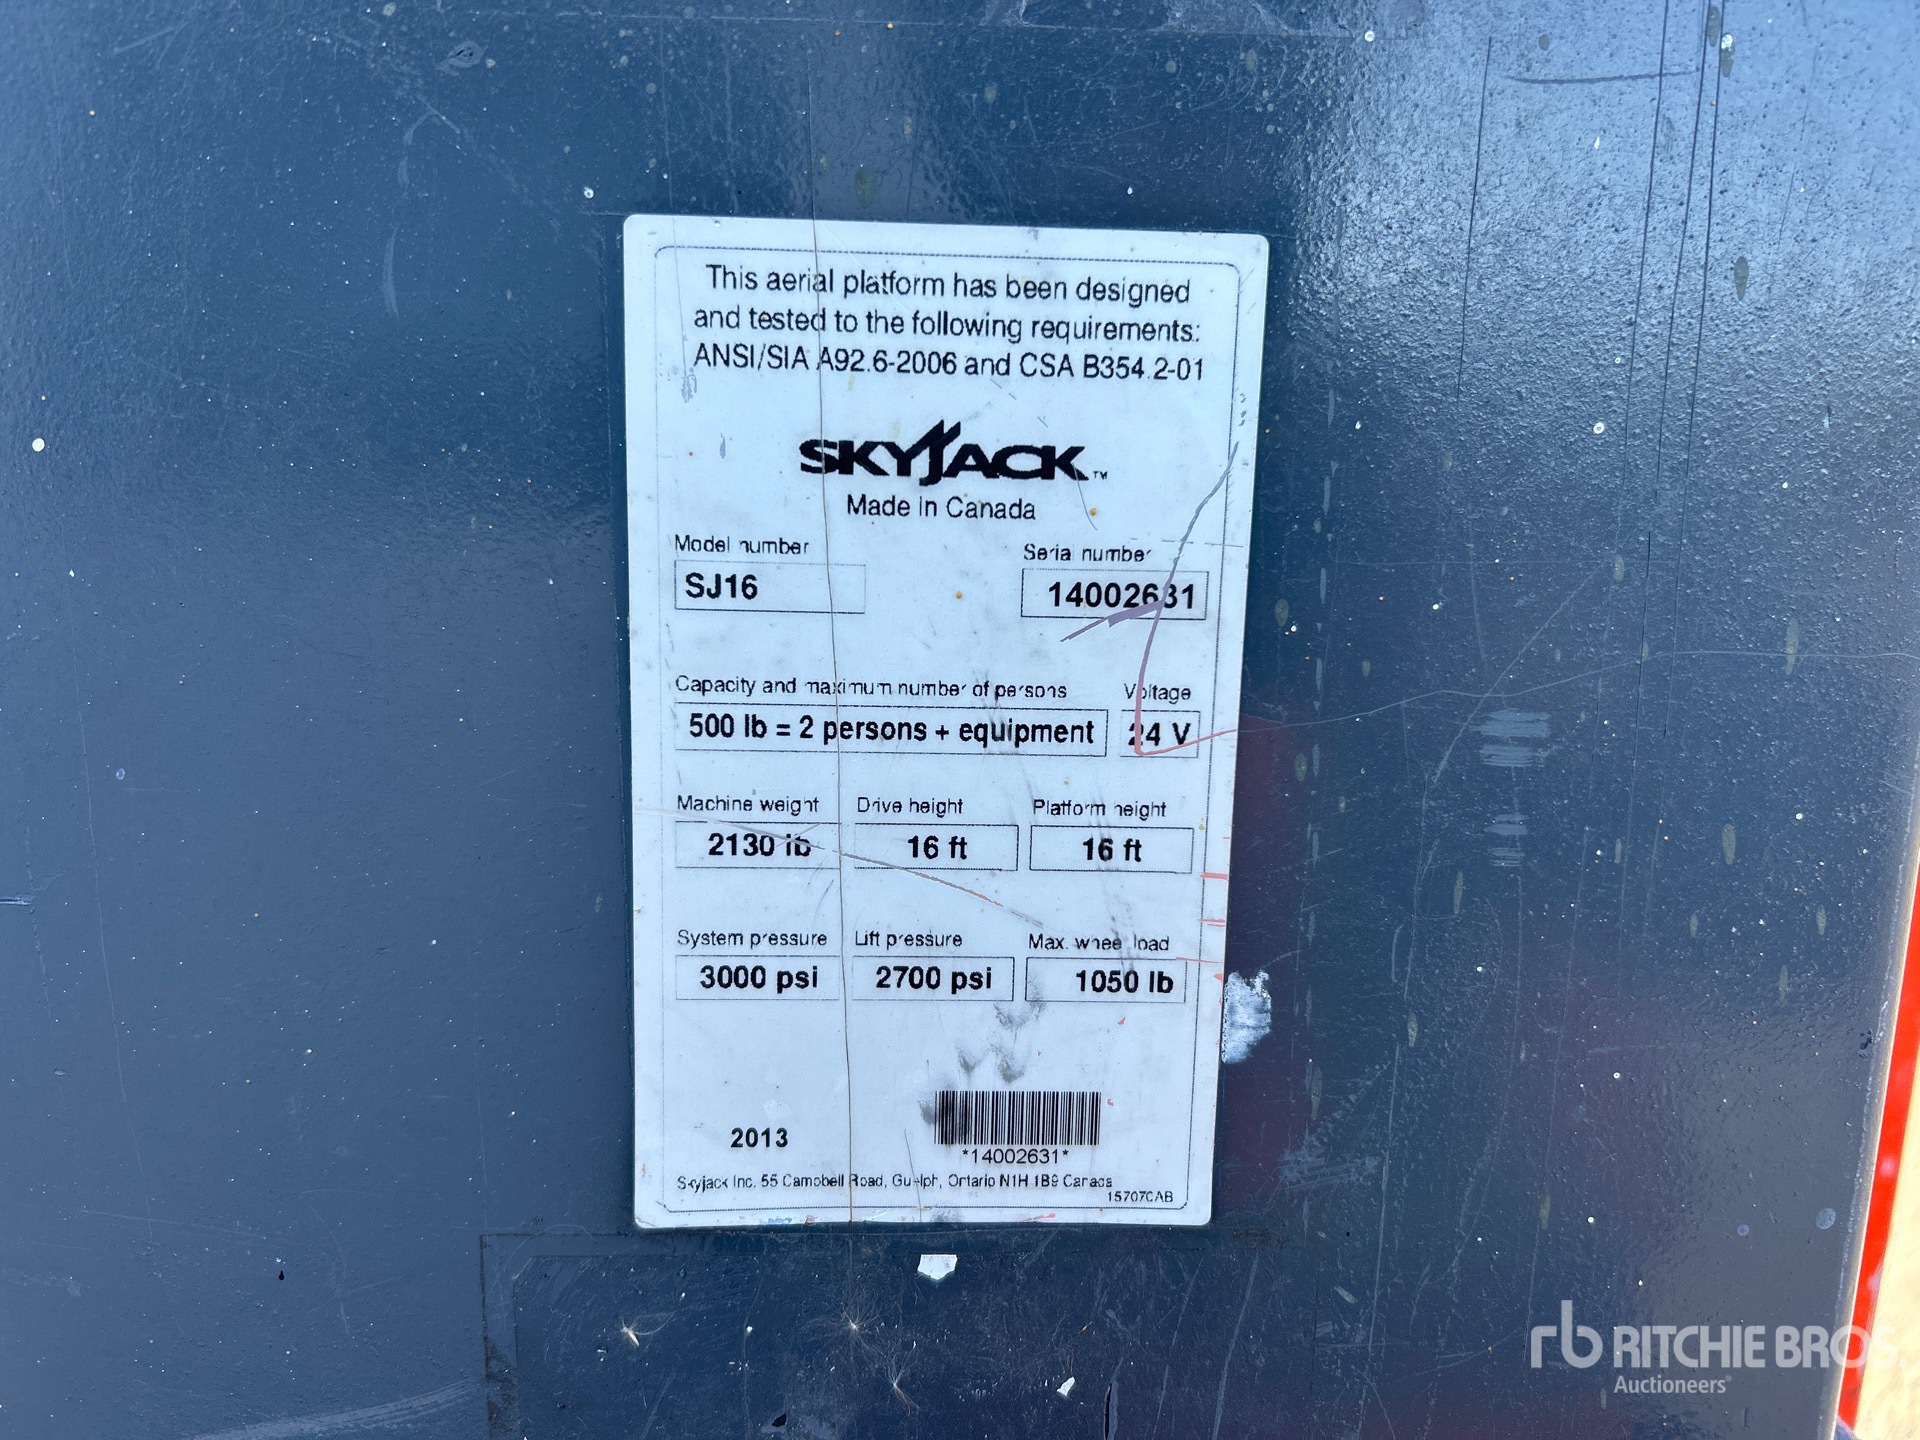 This aerial platform has been designed
and tested to the following requirements:
ANSI/SIA A92.6-2006 and CSA B354.2-01
SKYJACK™
Made in Canada
Model number Serial number
SJ16 14002631
Capacity and maximum number of persons Voltage
500 lb = 2 persons + equipment 24 V
Machine weight Drive height Platform height
2130 lb 16 ft 16 ft
System pressure Lift pressure Max. wheel load
3000 psi 2700 psi 1050 lb
2013
*14002631*
Skyjack Inc. 55 Campbell Road, Guelph, Ontario N1H 1B9 Canada
15707CAB
rb RITCHIE BROS
Auctioneers